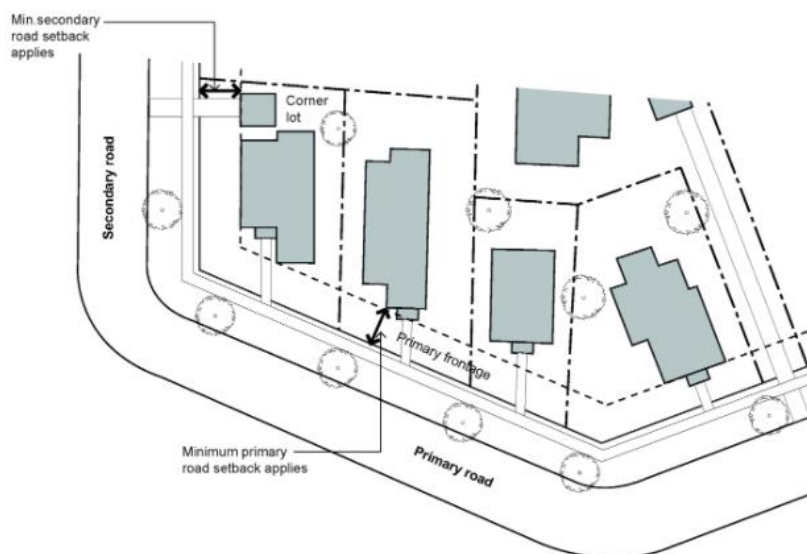 Min.secondary
road setback
applies
Corner
lot
Secondary road
Primary frontage
Minimum primary
road setback applies
Primary road